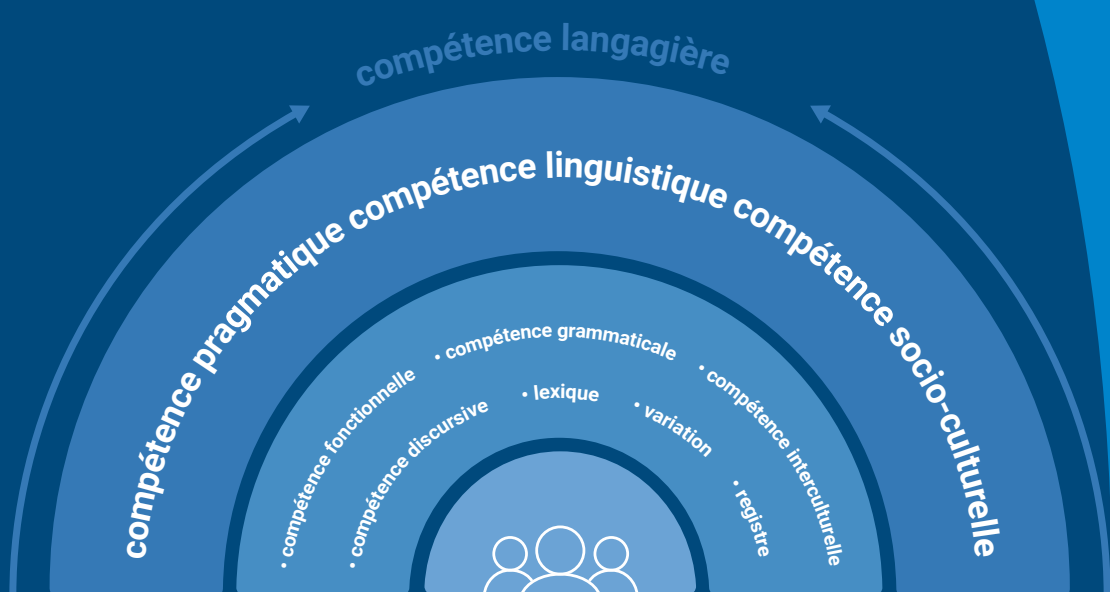 compétence langagière
compétence pragmatique compétence linguistique compétence socio-culturelle
• compétence fonctionnelle
• compétence discursive
• compétence grammaticale
• lexique
• compétence interculturelle
• variation
• registre